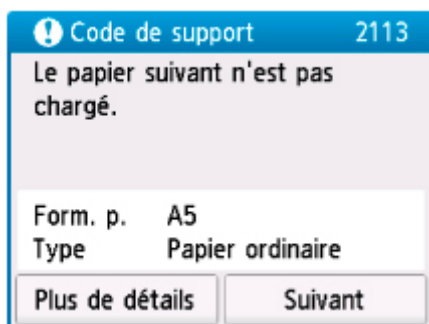 Code de support 2113
Le papier suivant n'est pas
chargé.
Form. p. A5
Type Papier ordinaire
Plus de détails Suivant